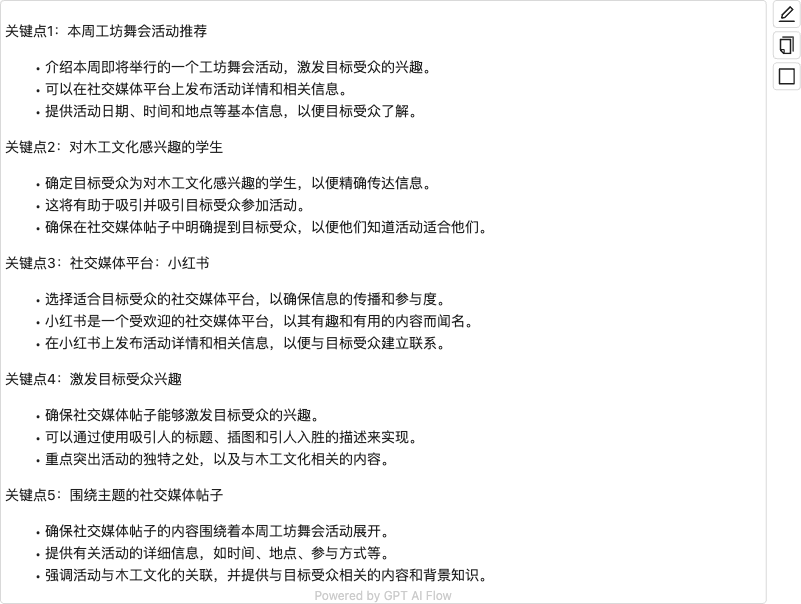 关键点1：本周工坊舞会活动推荐
• 介绍本周即将举行的一个工坊舞会活动，激发目标受众的兴趣。
• 可以在社交媒体平台上发布活动详情和相关信息。
• 提供活动日期、时间和地点等基本信息，以便目标受众了解。
关键点2：对木工文化感兴趣的学生
• 确定目标受众为对木工文化感兴趣的学生，以便精确传达信息。
• 这将有助于吸引并吸引目标受众参加活动。
• 确保在社交媒体帖子中明确提到目标受众，以便他们知道活动适合他们。
关键点3：社交媒体平台：小红书
• 选择适合目标受众的社交媒体平台，以确保信息的传播和参与度。
• 小红书是一个受欢迎的社交媒体平台，以其有趣和有用的内容而闻名。
• 在小红书上发布活动详情和相关信息，以便与目标受众建立联系。
关键点4：激发目标受众兴趣
• 确保社交媒体帖子能够激发目标受众的兴趣。
• 可以通过使用吸引人的标题、插图和引人入胜的描述来实现。
• 重点突出活动的独特之处，以及与木工文化相关的内容。
关键点5：围绕主题的社交媒体帖子
• 确保社交媒体帖子的内容围绕着本周工坊舞会活动展开。
• 提供有关活动的详细信息，如时间、地点、参与方式等。
• 强调活动与木工文化的关联，并提供与目标受众相关的内容和背景知识。
Powered by GPT AI Flow